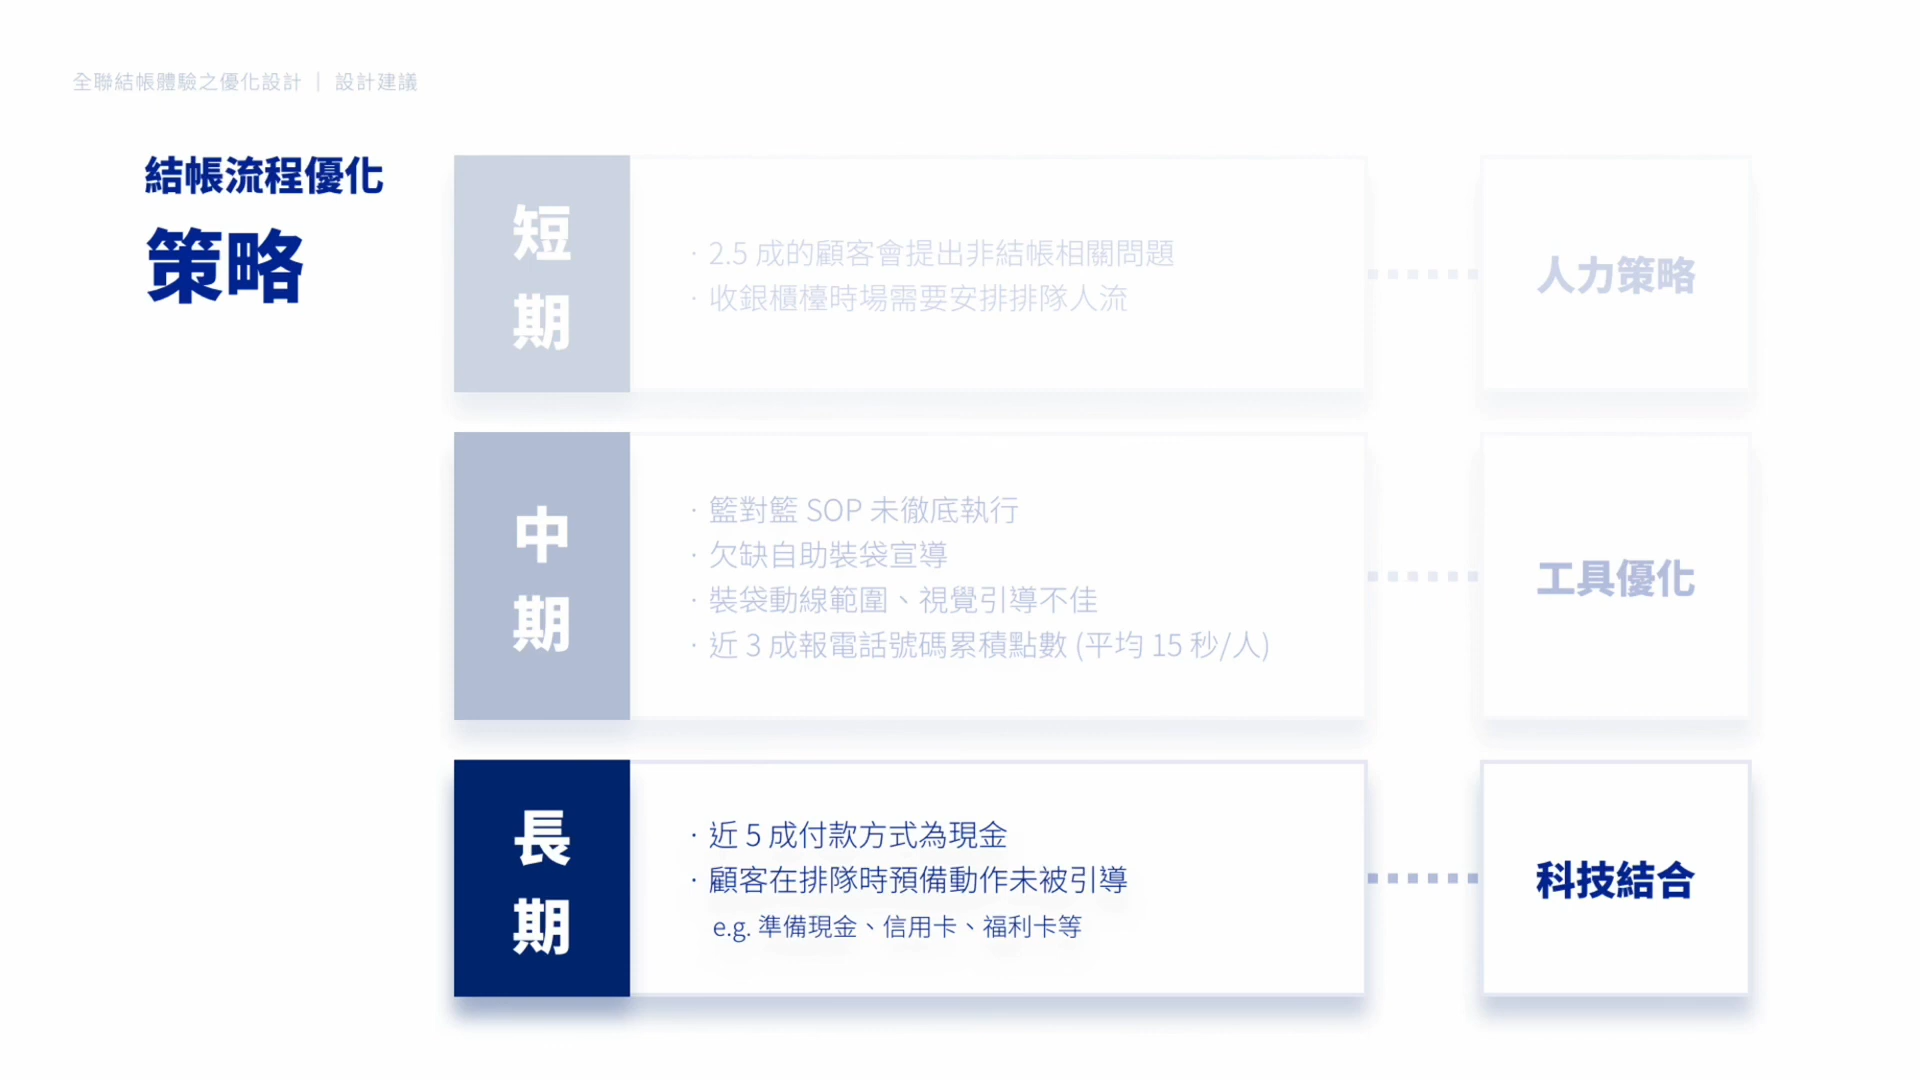 全聯結帳體驗之優化設計 | 設計建議
結帳流程優化
策略
短期
· 2.5 成的顧客會提出非結帳相關問題
· 收銀櫃檯時場需要安排排隊人流
人力策略
中期
· 籃對籃 SOP 未徹底執行
· 欠缺自助裝袋宣導
· 裝袋動線範圍、視覺引導不佳
· 近 3 成報電話號碼累積點數 (平均 15 秒/人)
工具優化
長期
· 近 5 成付款方式為現金
· 顧客在排隊時預備動作未被引導
e.g. 準備現金、信用卡、福利卡等
科技結合